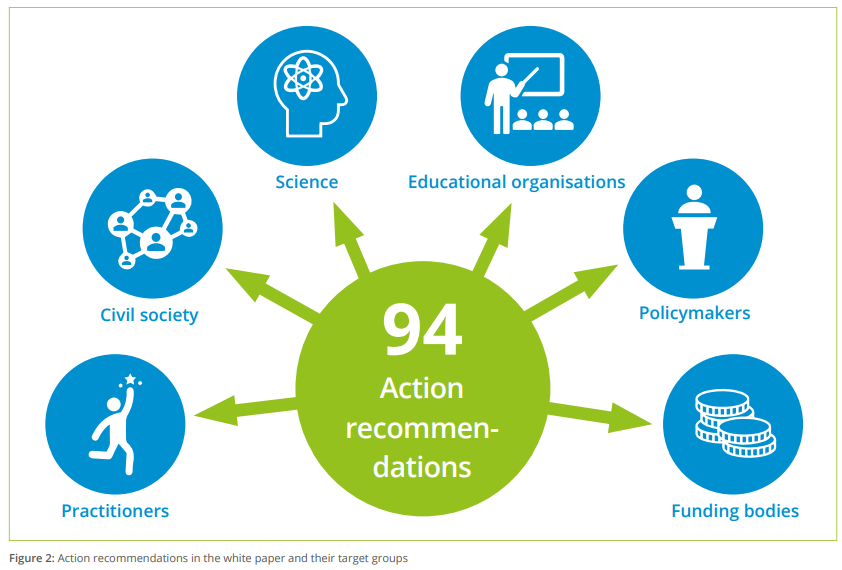 Science
Educational organisations
Civil society
Policymakers
94
Action
recommen-
dations
Practitioners
Funding bodies
Figure 2: Action recommendations in the white paper and their target groups